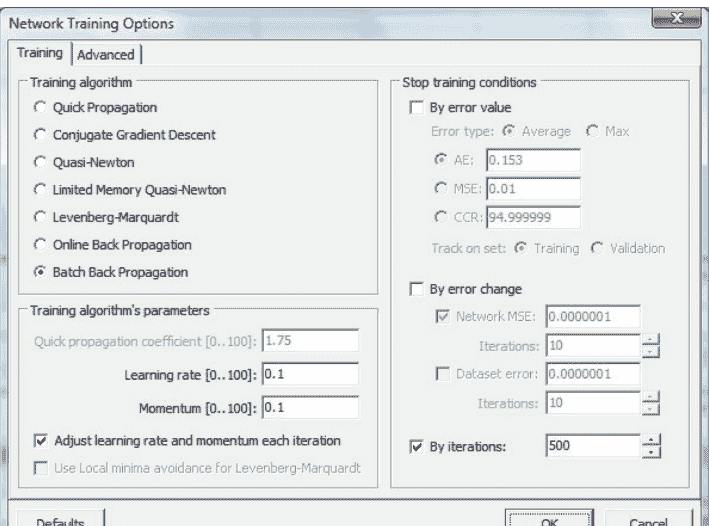 Network Training Options
Training Advanced
Training algorithm
Quick Propagation
Conjugate Gradient Descent
Quasi-Newton
Limited Memory Quasi-Newton
Levenberg-Marquardt
Online Back Propagation
Batch Back Propagation
Training algorithm's parameters
Quick propagation coefficient [0..100]: 1.75
Learning rate [0..100]: 0.1
Momentum [0..100]: 0.1
Adjust learning rate and momentum each iteration
Use Local minima avoidance for Levenberg-Marquardt
Stop training conditions
By error value
Error type: Average Max
AE: 0.153
MSE: 0.01
CCR: 94.999999
Track on set: Training Validation
By error change
Network MSE: 0.0000001
Iterations: 10
Dataset error: 0.0000001
Iterations: 10
By iterations: 500
Defaults OK Cancel